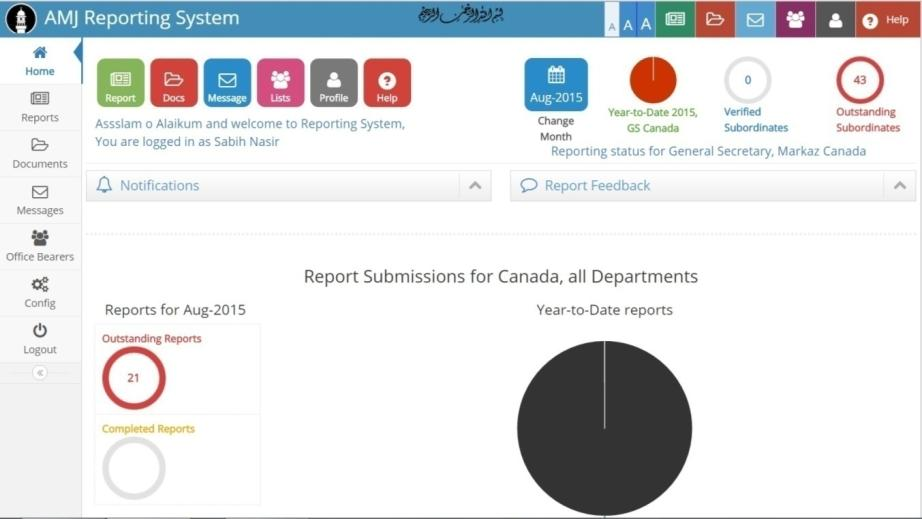 AMJ Reporting System
A A A
Help
Home
Reports
Documents
Messages
Office Bearers
Config
Logout
Report Docs Message Lists Profile Help
Assslam o Alaikum and welcome to Reporting System,
You are logged in as Sabih Nasir
Aug-2015
Change
Month
Year-to-Date 2015,
GS Canada
0
Verified
Subordinates
43
Outstanding
Subordinates
Reporting status for General Secretary, Markaz Canada
Notifications
Report Feedback
Report Submissions for Canada, all Departments
Reports for Aug-2015
Outstanding Reports
21
Completed Reports
Year-to-Date reports